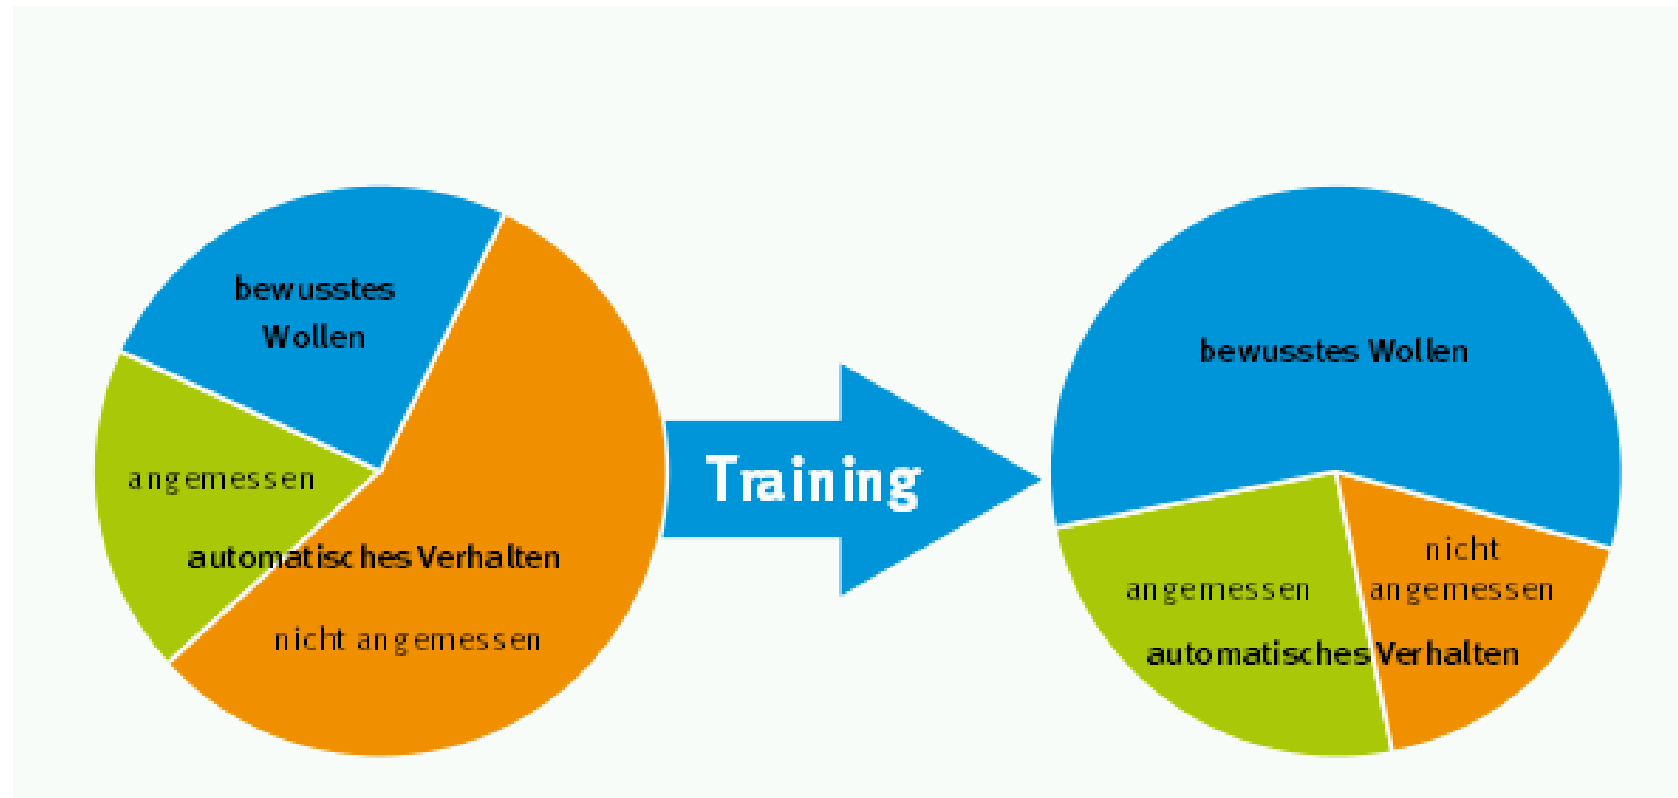 bewusstes
Wollen
angemessen
automatisches Verhalten
nicht angemessen
Training
bewusstes Wollen
nicht
angemessen
angemessen
automatisches Verhalten